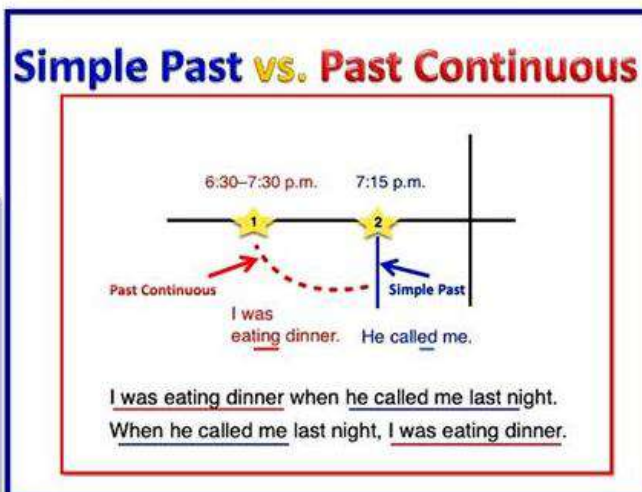 Simple Past vs. Past Continuous
6:30–7:30 p.m. 7:15 p.m.
1 2
Past Continuous Simple Past
I was
eating dinner. He called me.
I was eating dinner when he called me last night.
When he called me last night, I was eating dinner.